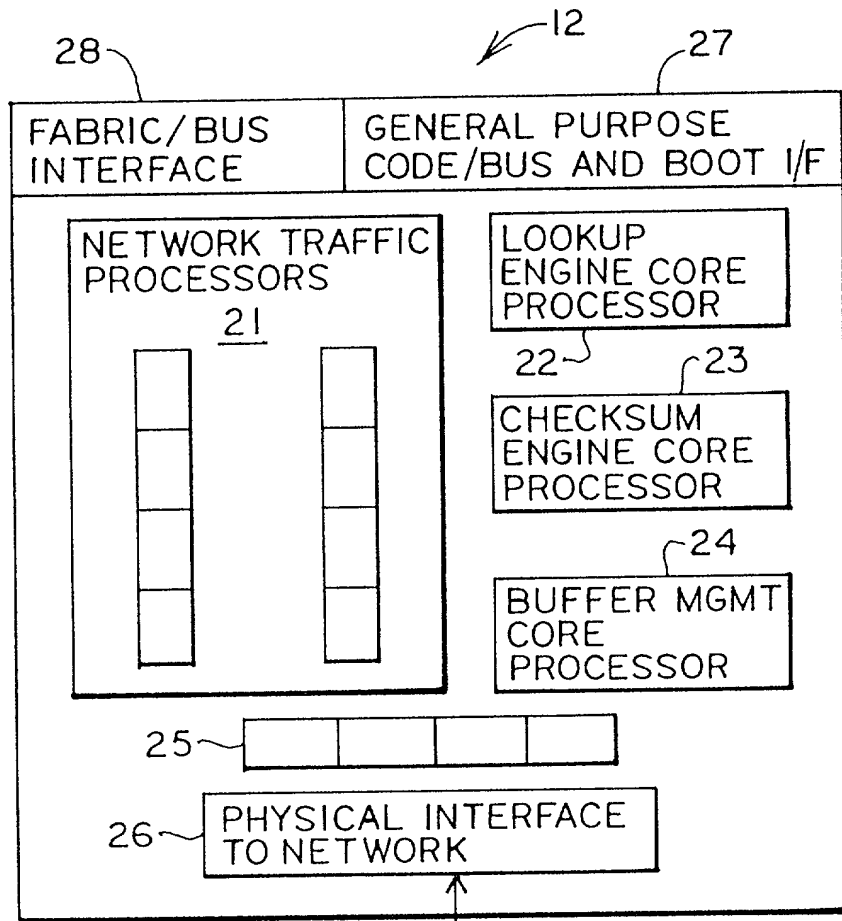 12
28
27
FABRIC/BUS
INTERFACE
GENERAL PURPOSE
CODE/BUS AND BOOT I/F
NETWORK TRAFFIC
PROCESSORS
21
LOOKUP
ENGINE CORE
PROCESSOR
22
23
CHECKSUM
ENGINE CORE
PROCESSOR
24
BUFFER MGMT
CORE
PROCESSOR
25
26
PHYSICAL INTERFACE
TO NETWORK